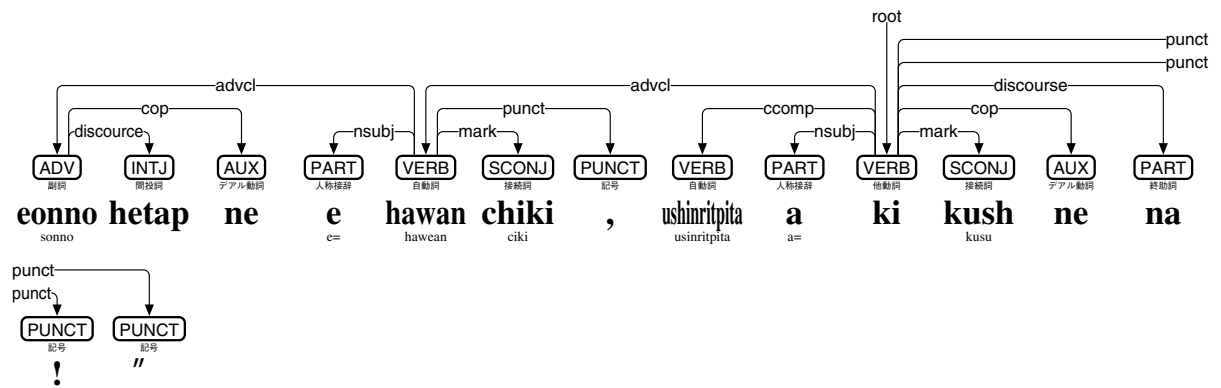 root
punct
punct
advcl advcl discourse
cop punct ccomp cop
discource nsubj mark nsubj mark
ADV INTJ AUX PART VERB SCONJ PUNCT VERB PART VERB SCONJ AUX PART
副詞 間投詞 デアル動詞 人称接辞 自動詞 接続詞 記号 自動詞 人称接辞 他動詞 接続詞 デアル動詞 終助詞
eonno hetap ne e hawan chiki , ushinritpita a ki kush ne na
sonno e= hawean ciki usinritpita a= kusu
punct
punct
PUNCT PUNCT
記号 記号
! "